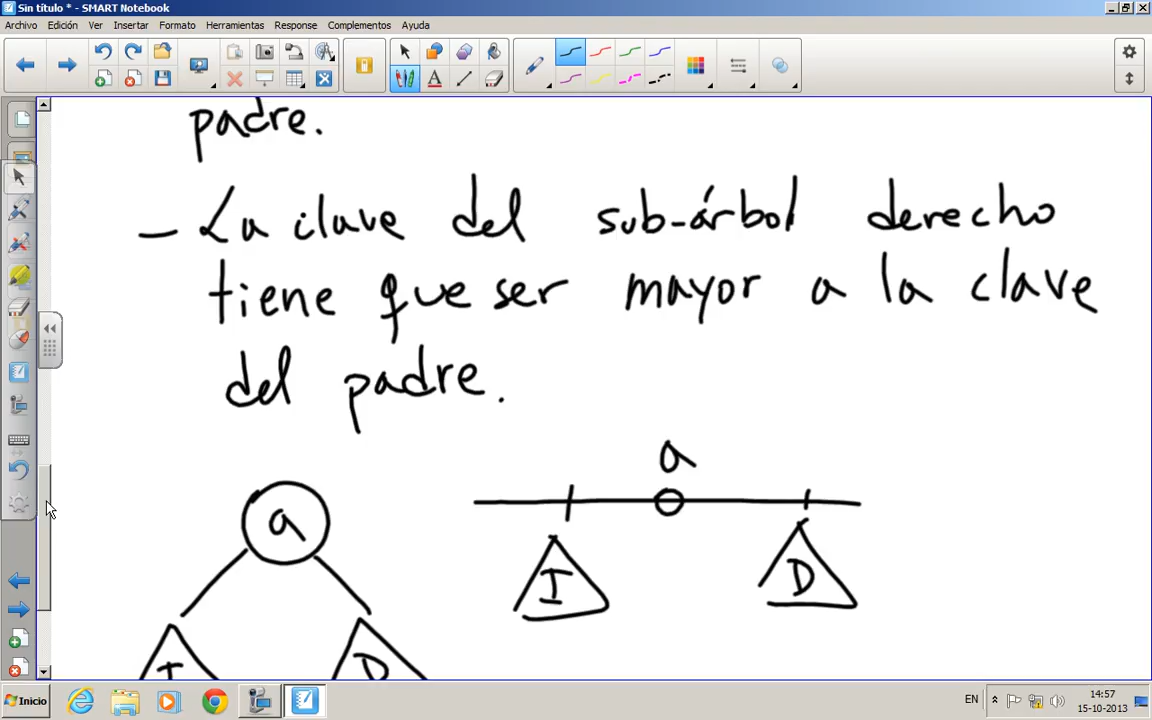 Sin título * - SMART Notebook
Archivo Edición Ver Insertar Formato Herramientas Response Complementos Ayuda
padre.
- La clave del sub-árbol derecho
tiene que ser mayor a la clave
del padre.
a
a
I D
I D
Inicio
EN
14:57
15-10-2013